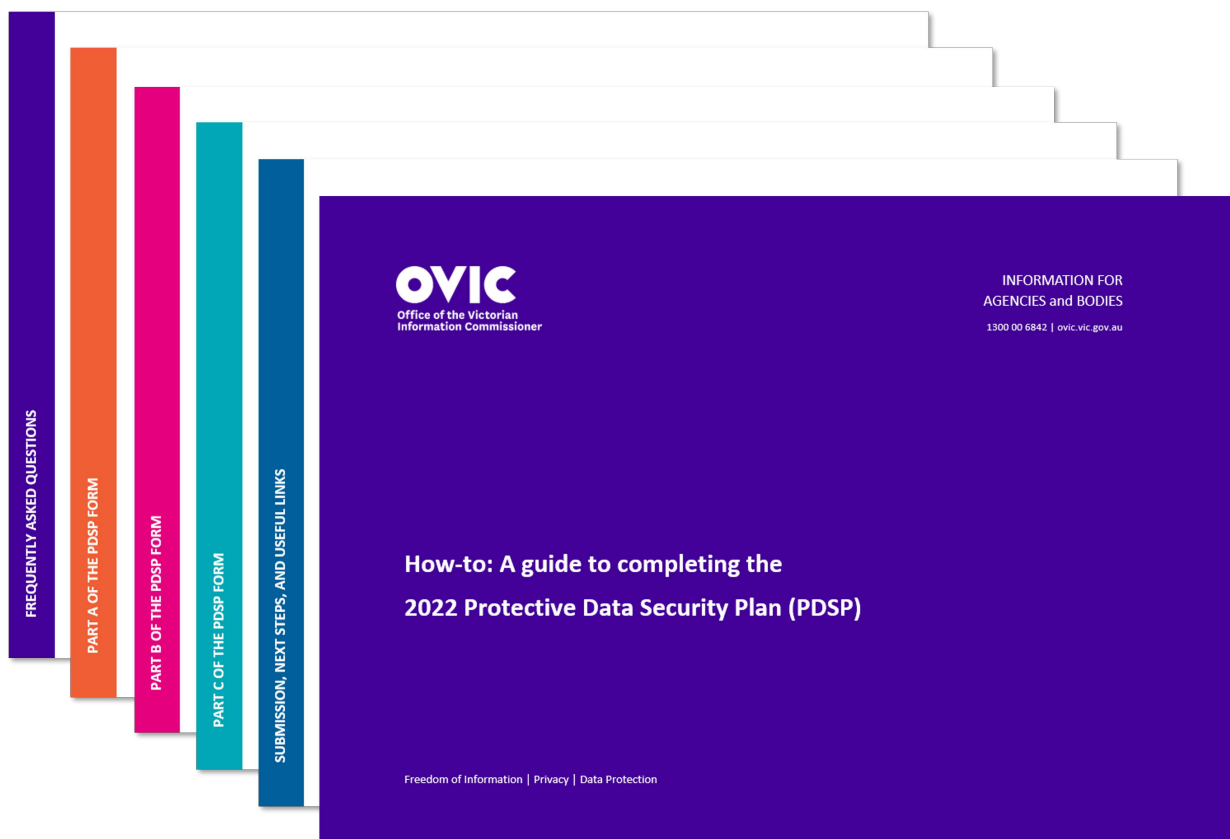 FREQUENTLY ASKED QUESTIONS
PART A OF THE PDSP FORM
PART B OF THE PDSP FORM
PART C OF THE PDSP FORM
SUBMISSION, NEXT STEPS, AND USEFUL LINKS
OVIC
Office of the Victorian
Information Commissioner
INFORMATION FOR
AGENCIES and BODIES
1300 00 6842 | ovic.vic.gov.au
How-to: A guide to completing the
2022 Protective Data Security Plan (PDSP)
Freedom of Information | Privacy | Data Protection